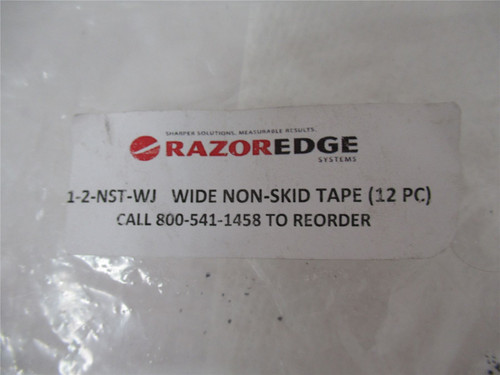 SHARPER SOLUTIONS. MEASURABLE RESULTS.
RAZOREDGE
SYSTEMS
1-2-NST-WJ WIDE NON-SKID TAPE (12 PC)
CALL 800-541-1458 TO REORDER